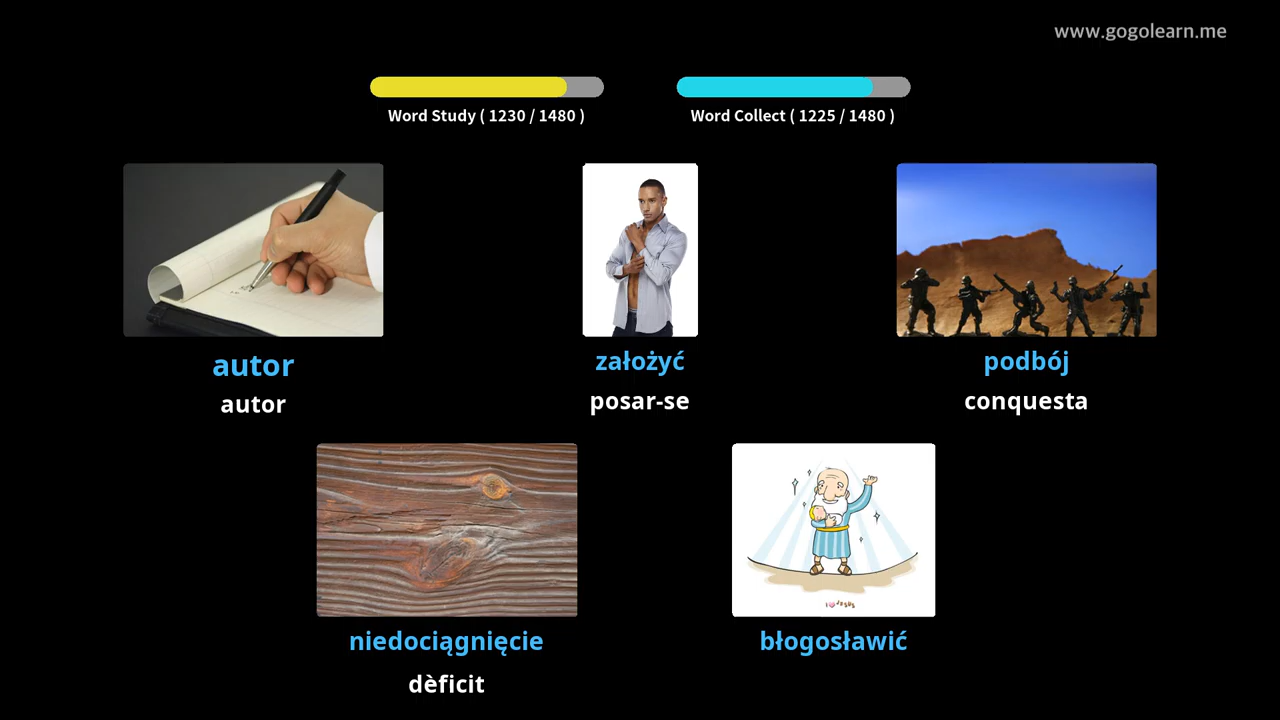 www.gogolearn.me
Word Study ( 1230 / 1480 )
Word Collect ( 1225 / 1480 )
autor
autor
założyć
posar-se
podbój
conquesta
niedociągnięcie
dèficit
błogosławić